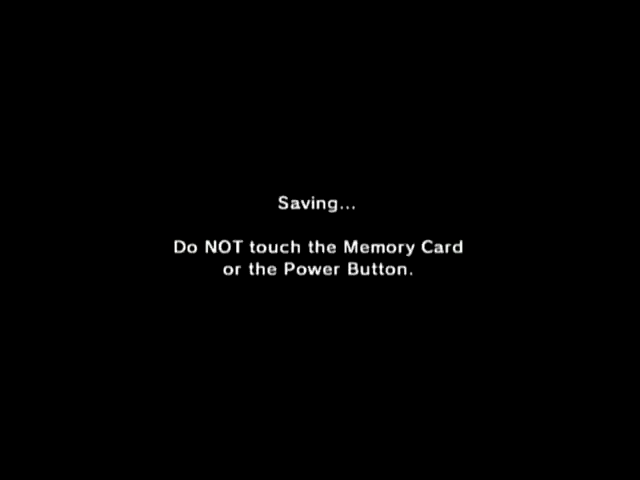 Saving...
Do NOT touch the Memory Card
or the Power Button.